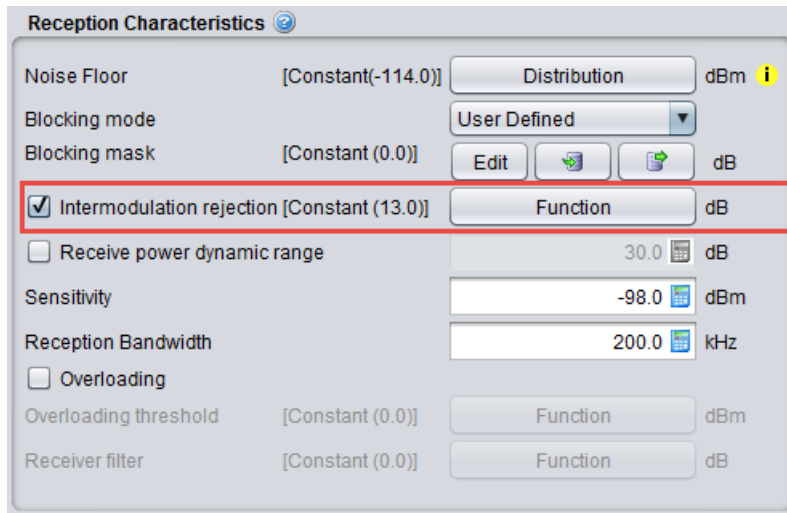 Reception Characteristics
Noise Floor [Constant(-114.0)] Distribution dBm i
Blocking mode User Defined
Blocking mask [Constant (0.0)] Edit dB
Intermodulation rejection [Constant (13.0)] Function dB
Receive power dynamic range 30.0 dB
Sensitivity -98.0 dBm
Reception Bandwidth 200.0 kHz
Overloading
Overloading threshold [Constant (0.0)] Function dBm
Receiver filter [Constant (0.0)] Function dB